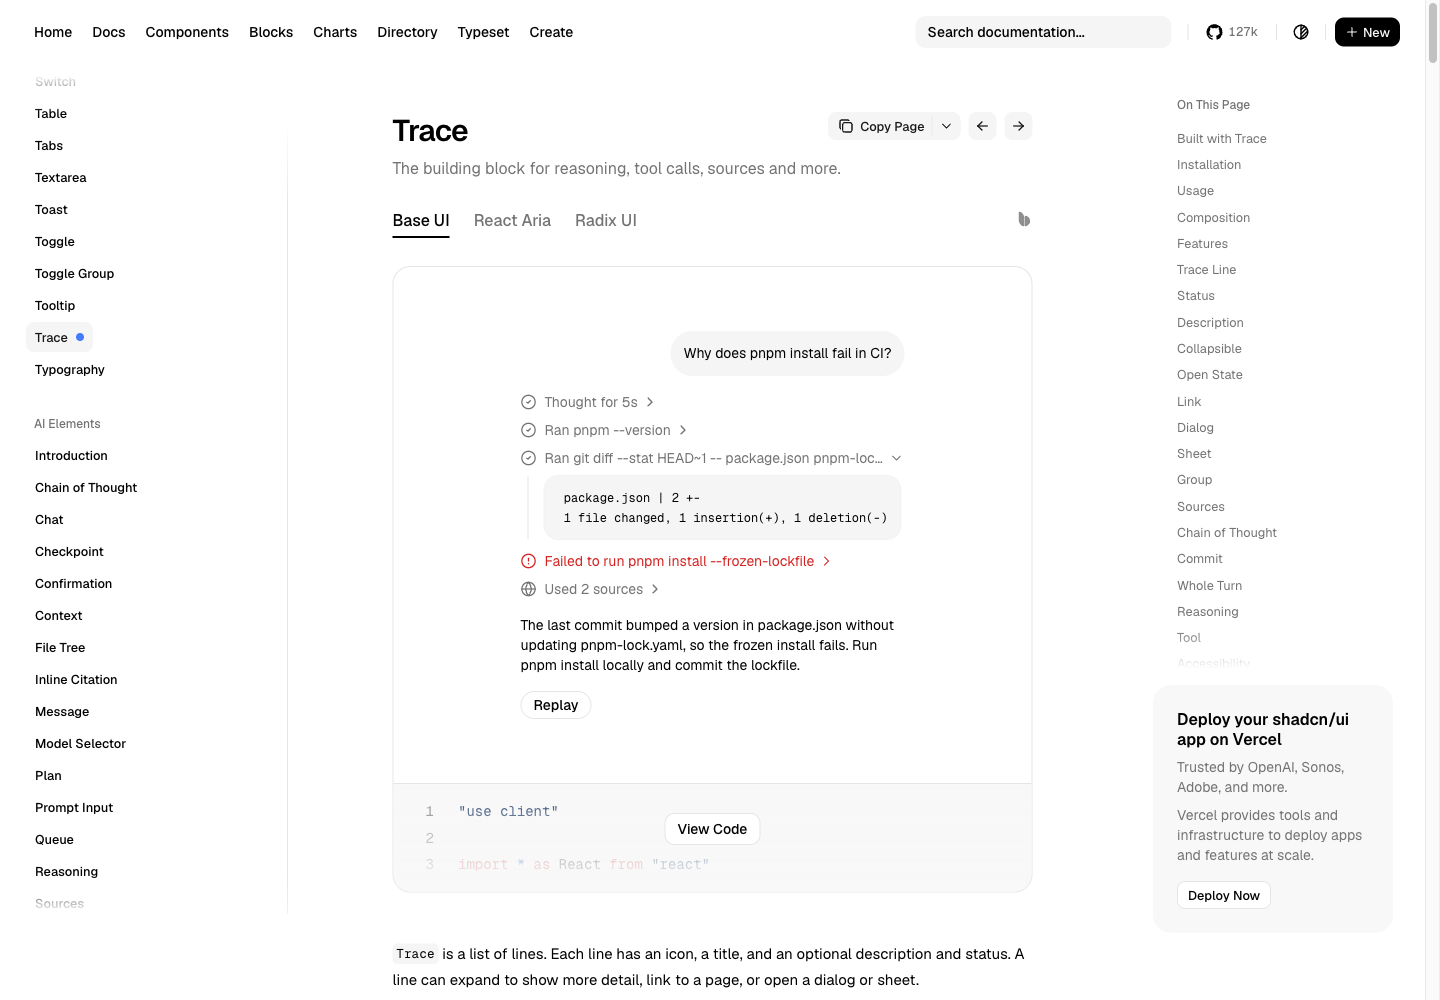 Home Docs Components Blocks Charts Directory Typeset Create
Search documentation...
127k
New
Switch
Table
Tabs
Textarea
Toast
Toggle
Toggle Group
Tooltip
Trace
Typography
AI Elements
Introduction
Chain of Thought
Chat
Checkpoint
Confirmation
Context
File Tree
Inline Citation
Message
Model Selector
Plan
Prompt Input
Queue
Reasoning
Sources
Trace
Copy Page
The building block for reasoning, tool calls, sources and more.
Base UI React Aria Radix UI
Why does pnpm install fail in CI?
Thought for 5s
Ran pnpm --version
Ran git diff --stat HEAD~1 -- package.json pnpm-loc...
package.json | 2 +-
1 file changed, 1 insertion(+), 1 deletion(-)
Failed to run pnpm install --frozen-lockfile
Used 2 sources
The last commit bumped a version in package.json without
updating pnpm-lock.yaml, so the frozen install fails. Run
pnpm install locally and commit the lockfile.
Replay
1 "use client"
2
3 import * as React from "react"
View Code
Trace is a list of lines. Each line has an icon, a title, and an optional description and status. A
line can expand to show more detail, link to a page, or open a dialog or sheet.
On This Page
Built with Trace
Installation
Usage
Composition
Features
Trace Line
Status
Description
Collapsible
Open State
Link
Dialog
Sheet
Group
Sources
Chain of Thought
Commit
Whole Turn
Reasoning
Tool
Accessibility
Deploy your shadcn/ui
app on Vercel
Trusted by OpenAI, Sonos,
Adobe, and more.
Vercel provides tools and
infrastructure to deploy apps
and features at scale.
Deploy Now